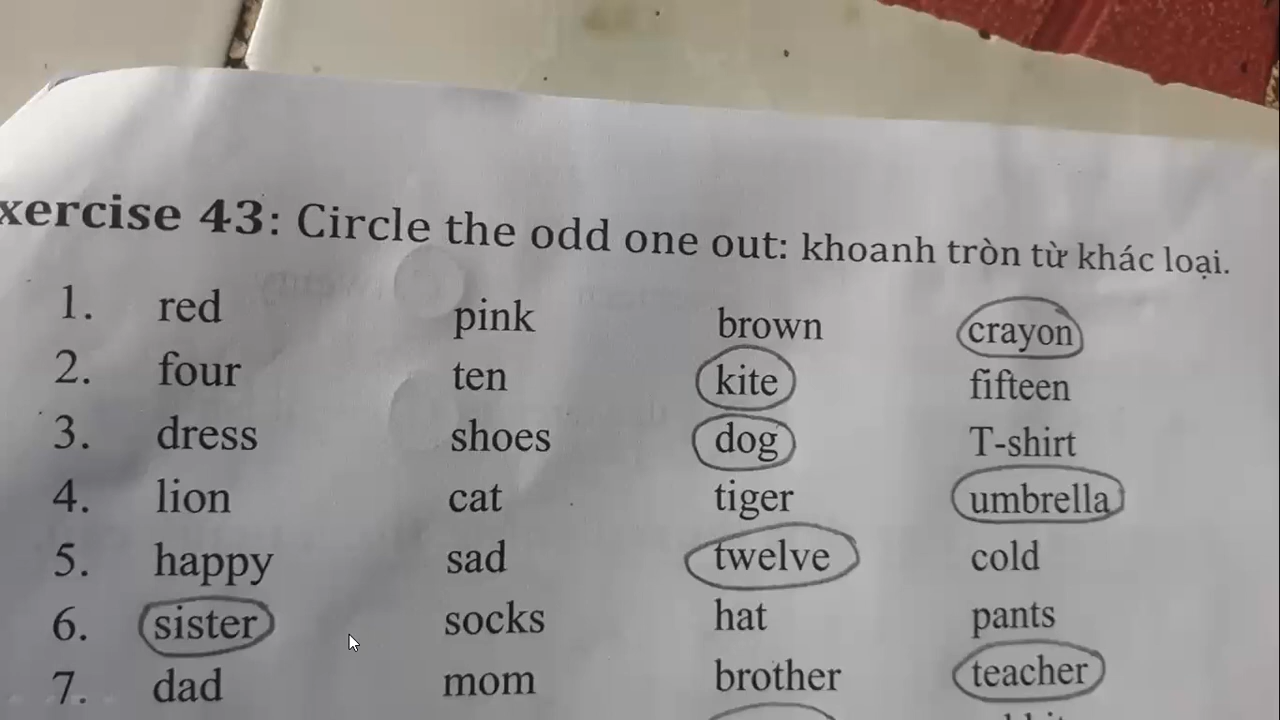 xercise 43: Circle the odd one out: khoanh tròn từ khác loại.
1. red pink brown crayon
2. four ten kite fifteen
3. dress shoes dog T-shirt
4. lion cat tiger umbrella
5. happy sad twelve cold
6. sister socks hat pants
7. dad mom brother teacher